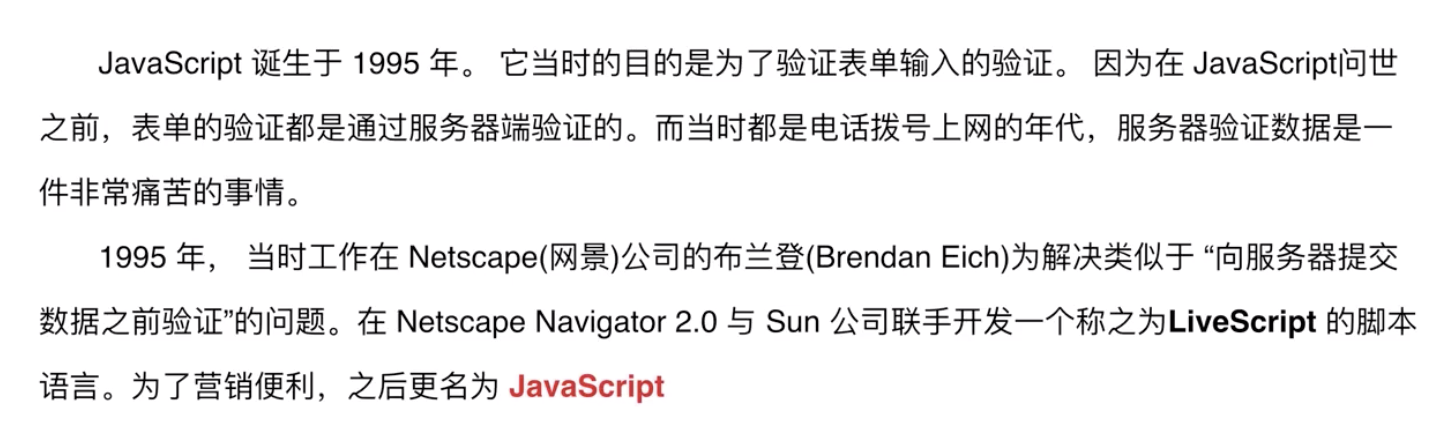 JavaScript 诞生于 1995 年。 它当时的目的是为了验证表单输入的验证。 因为在 JavaScript问世
之前，表单的验证都是通过服务器端验证的。而当时都是电话拨号上网的年代，服务器验证数据是一
件非常痛苦的事情。
1995 年， 当时工作在 Netscape(网景)公司的布兰登(Brendan Eich)为解决类似于 “向服务器提交
数据之前验证”的问题。在 Netscape Navigator 2.0 与 Sun 公司联手开发一个称之为LiveScript 的脚本
语言。为了营销便利，之后更名为 JavaScript